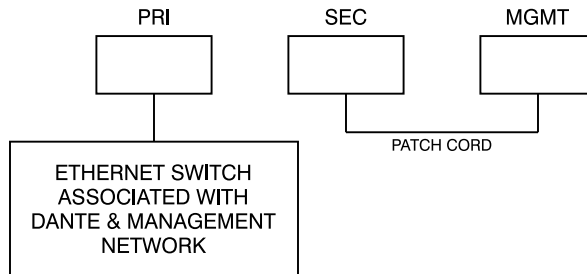 PRI
SEC
MGMT
PATCH CORD
ETHERNET SWITCH
ASSOCIATED WITH
DANTE & MANAGEMENT
NETWORK